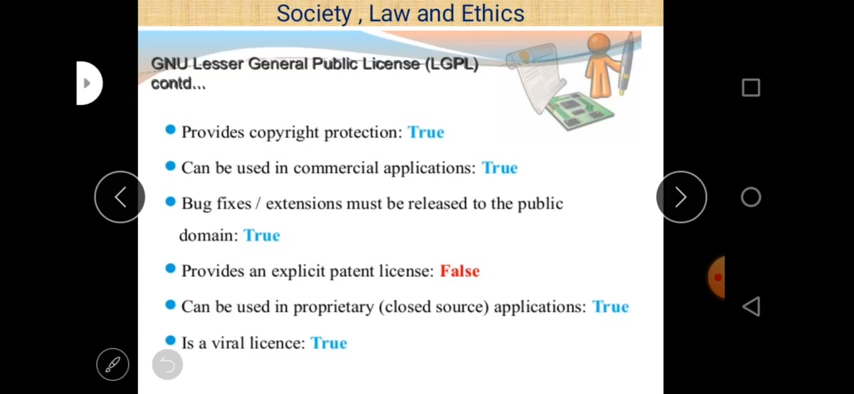 Society , Law and Ethics
GNU Lesser General Public License (LGPL)
contd...
Provides copyright protection: True
Can be used in commercial applications: True
Bug fixes / extensions must be released to the public
domain: True
Provides an explicit patent license: False
Can be used in proprietary (closed source) applications: True
Is a viral licence: True